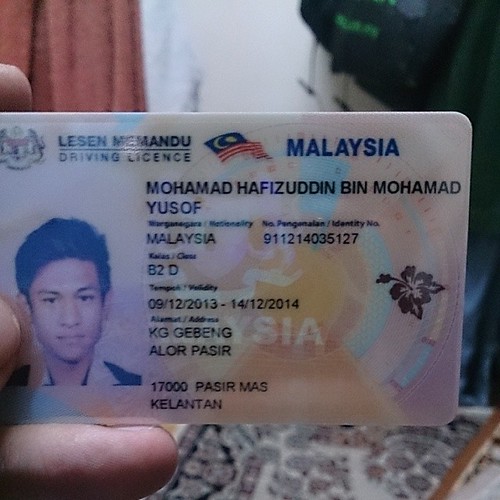 LESEN MEMANDU
DRIVING LICENCE
MALAYSIA
MOHAMAD HAFIZUDDIN BIN MOHAMAD
YUSOF
Warganegara / Nationality No. Pengenalan / Identity No.
MALAYSIA 911214035127
Kelas / Class
B2 D
Tempoh / Validity
09/12/2013 - 14/12/2014
Alamat / Address
KG GEBENG
ALOR PASIR
17000 PASIR MAS
KELANTAN